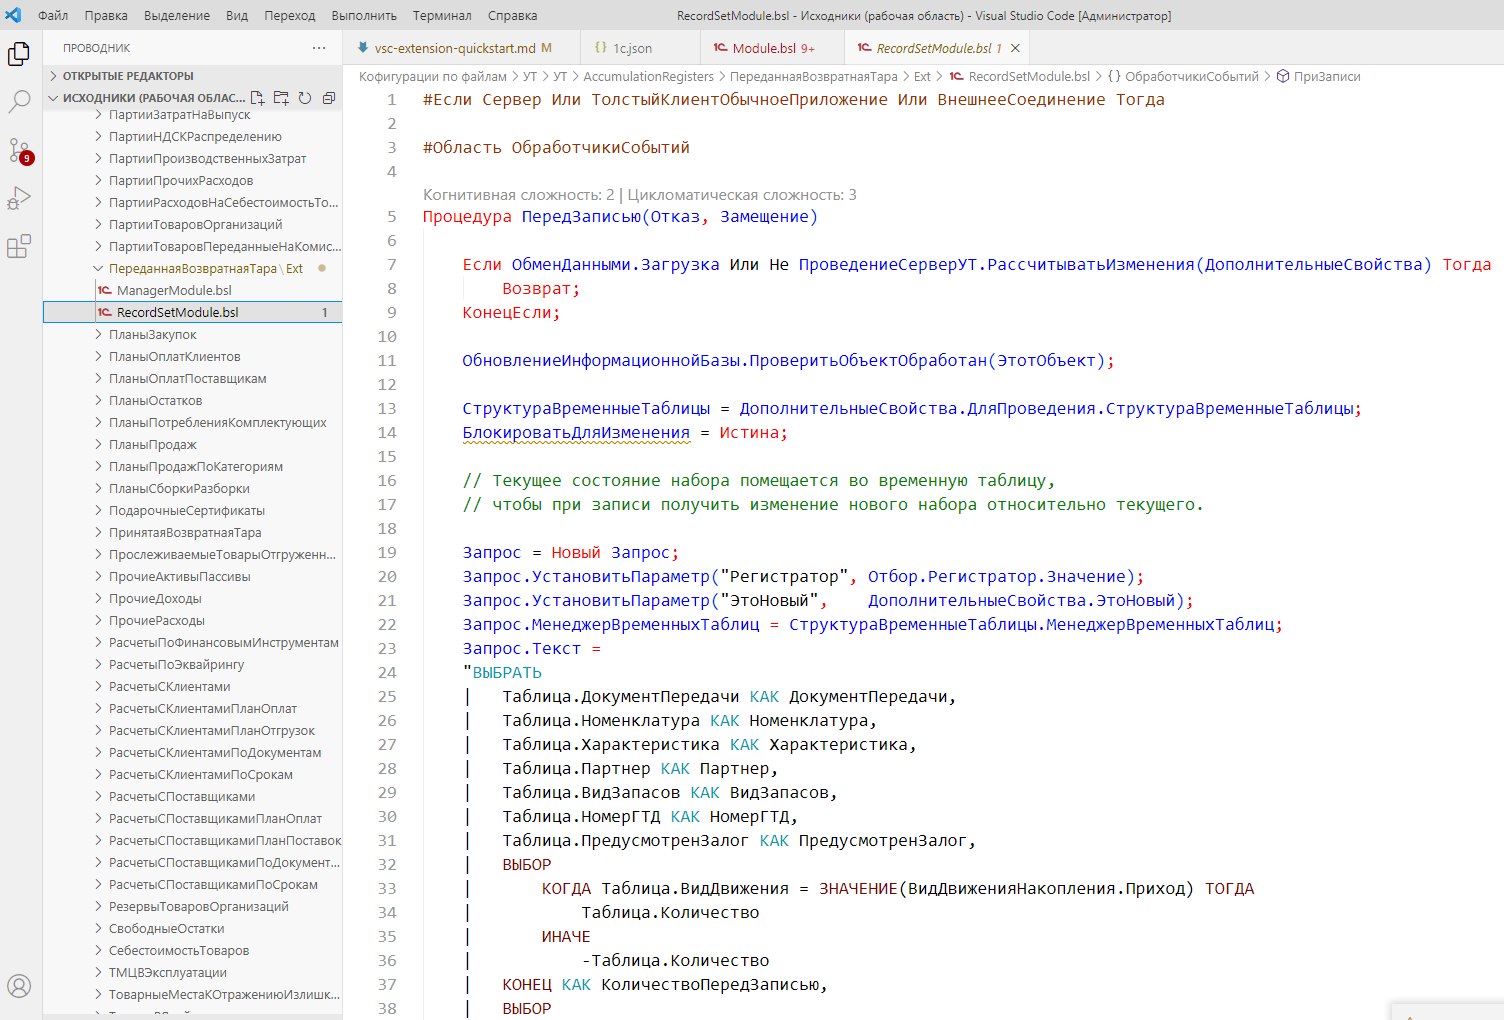 Файл Правка Выделение Вид Переход Выполнить Терминал Справка RecordSetModule.bsl - Исходники (рабочая область) - Visual Studio Code [Администратор]
ПРОВОДНИК ···
vsc-extension-quickstart.md M
{} 1c.json
1C Module.bsl 9+
1C RecordSetModule.bsl 1
Кофигурации по файлам > УТ > УТ > AccumulationRegisters > ПереданнаяВозвратнаяТара > Ext > 1C RecordSetModule.bsl > {} ОбработчикиСобытий > ПриЗаписи
ОТКРЫТЫЕ РЕДАКТОРЫ
ИСХОДНИКИ (РАБОЧАЯ ОБЛАС...
ПартииЗатратНаВыпуск
ПартииНДСКРаспределению
ПартииПроизводственныхЗатрат
ПартииПрочихРасходов
ПартииРасходовНаСебестоимостьТо...
ПартииТоваровОрганизаций
ПартииТоваровПереданныеНаКомис...
ПереданнаяВозвратнаяТара\Ext
1C ManagerModule.bsl
1C RecordSetModule.bsl 1
ПланыЗакупок
ПланыОплатКлиентов
ПланыОплатПоставщикам
ПланыОстатков
ПланыПотребленияКомплектующих
ПланыПродаж
ПланыПродажПоКатегориям
ПланыСборкиРазборки
ПодарочныеСертификаты
ПринятаяВозвратнаяТара
ПрослеживаемыеТоварыОтгруженн...
ПрочиеАктивыПассивы
ПрочиеДоходы
ПрочиеРасходы
РасчетыПоФинансовымИнструментам
РасчетыПоЭквайрингу
РасчетыСКлиентами
РасчетыСКлиентамиПланОплат
РасчетыСКлиентамиПланОтгрузок
РасчетыСКлиентамиПоДокументам
РасчетыСКлиентамиПоСрокам
РасчетыСПоставщиками
РасчетыСПоставщикамиПланОплат
РасчетыСПоставщикамиПланПоставок
РасчетыСПоставщикамиПоДокумент...
РасчетыСПоставщикамиПоСрокам
РезервыТоваровОрганизаций
СвободныеОстатки
СебестоимостьТоваров
ТМЦВЭксплуатации
ТоварныеМестаКОтражениюИзлишк...
9
1 #Если Сервер Или ТолстыйКлиентОбычноеПриложение Или ВнешнееСоединение Тогда
2
3 #Область ОбработчикиСобытий
4
Когнитивная сложность: 2 | Цикломатическая сложность: 3
5 Процедура ПередЗаписью(Отказ, Замещение)
6
7 Если ОбменДанными.Загрузка Или Не ПроведениеСерверУТ.РассчитыватьИзменения(ДополнительныеСвойства) Тогда
8 Возврат;
9 КонецЕсли;
10
11 ОбновлениеИнформационнойБазы.ПроверитьОбъектОбработан(ЭтотОбъект);
12
13 СтруктураВременныеТаблицы = ДополнительныеСвойства.ДляПроведения.СтруктураВременныеТаблицы;
14 БлокироватьДляИзменения = Истина;
15
16 // Текущее состояние набора помещается во временную таблицу,
17 // чтобы при записи получить изменение нового набора относительно текущего.
18
19 Запрос = Новый Запрос;
20 Запрос.УстановитьПараметр("Регистратор", Отбор.Регистратор.Значение);
21 Запрос.УстановитьПараметр("ЭтоНовый", ДополнительныеСвойства.ЭтоНовый);
22 Запрос.МенеджерВременныхТаблиц = СтруктураВременныеТаблицы.МенеджерВременныхТаблиц;
23 Запрос.Текст =
24 "ВЫБРАТЬ
25 | Таблица.ДокументПередачи КАК ДокументПередачи,
26 | Таблица.Номенклатура КАК Номенклатура,
27 | Таблица.Характеристика КАК Характеристика,
28 | Таблица.Партнер КАК Партнер,
29 | Таблица.ВидЗапасов КАК ВидЗапасов,
30 | Таблица.НомерГТД КАК НомерГТД,
31 | Таблица.ПредусмотренЗалог КАК ПредусмотренЗалог,
32 | ВЫБОР
33 | КОГДА Таблица.ВидДвижения = ЗНАЧЕНИЕ(ВидДвиженияНакопления.Приход) ТОГДА
34 | Таблица.Количество
35 | ИНАЧЕ
36 | -Таблица.Количество
37 | КОНЕЦ КАК КоличествоПередЗаписью,
38 | ВЫБОР